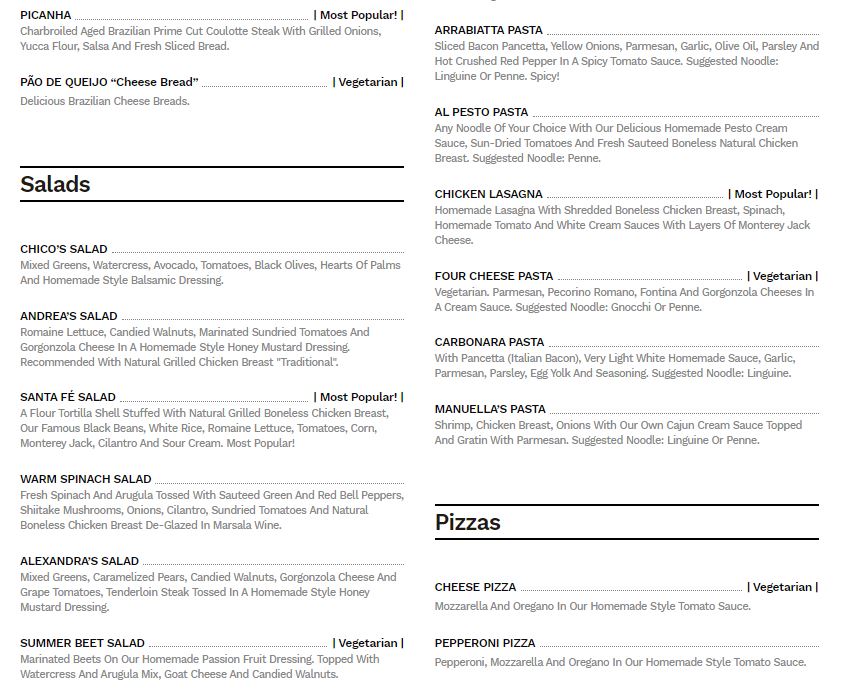 PICANHA | Most Popular! |
Charbroiled Aged Brazilian Prime Cut Coulotte Steak With Grilled Onions,
Yucca Flour, Salsa And Fresh Sliced Bread.
PÃO DE QUEIJO “Cheese Bread” | Vegetarian |
Delicious Brazilian Cheese Breads.
Salads
CHICO’S SALAD
Mixed Greens, Watercress, Avocado, Tomatoes, Black Olives, Hearts Of Palms
And Homemade Style Balsamic Dressing.
ANDREA’S SALAD
Romaine Lettuce, Candied Walnuts, Marinated Sundried Tomatoes And
Gorgonzola Cheese In A Homemade Style Honey Mustard Dressing.
Recommended With Natural Grilled Chicken Breast "Traditional".
SANTA FÉ SALAD | Most Popular! |
A Flour Tortilla Shell Stuffed With Natural Grilled Boneless Chicken Breast,
Our Famous Black Beans, White Rice, Romaine Lettuce, Tomatoes, Corn,
Monterey Jack, Cilantro And Sour Cream. Most Popular!
WARM SPINACH SALAD
Fresh Spinach And Arugula Tossed With Sauteed Green And Red Bell Peppers,
Shiitake Mushrooms, Onions, Cilantro, Sundried Tomatoes And Natural
Boneless Chicken Breast De-Glazed In Marsala Wine.
ALEXANDRA’S SALAD
Mixed Greens, Caramelized Pears, Candied Walnuts, Gorgonzola Cheese And
Grape Tomatoes, Tenderloin Steak Tossed In A Homemade Style Honey
Mustard Dressing.
SUMMER BEET SALAD | Vegetarian |
Marinated Beets On Our Homemade Passion Fruit Dressing. Topped With
Watercress And Arugula Mix, Goat Cheese And Candied Walnuts.
ARRABIATTA PASTA
Sliced Bacon Pancetta, Yellow Onions, Parmesan, Garlic, Olive Oil, Parsley And
Hot Crushed Red Pepper In A Spicy Tomato Sauce. Suggested Noodle:
Linguine Or Penne. Spicy!
AL PESTO PASTA
Any Noodle Of Your Choice With Our Delicious Homemade Pesto Cream
Sauce, Sun-Dried Tomatoes And Fresh Sauteed Boneless Natural Chicken
Breast. Suggested Noodle: Penne.
CHICKEN LASAGNA | Most Popular! |
Homemade Lasagna With Shredded Boneless Chicken Breast, Spinach,
Homemade Tomato And White Cream Sauces With Layers Of Monterey Jack
Cheese.
FOUR CHEESE PASTA | Vegetarian |
Vegetarian. Parmesan, Pecorino Romano, Fontina And Gorgonzola Cheeses In
A Cream Sauce. Suggested Noodle: Gnocchi Or Penne.
CARBONARA PASTA
With Pancetta (Italian Bacon), Very Light White Homemade Sauce, Garlic,
Parmesan, Parsley, Egg Yolk And Seasoning. Suggested Noodle: Linguine.
MANUELLA’S PASTA
Shrimp, Chicken Breast, Onions With Our Own Cajun Cream Sauce Topped
And Gratin With Parmesan. Suggested Noodle: Linguine Or Penne.
Pizzas
CHEESE PIZZA | Vegetarian |
Mozzarella And Oregano In Our Homemade Style Tomato Sauce.
PEPPERONI PIZZA
Pepperoni, Mozzarella And Oregano In Our Homemade Style Tomato Sauce.